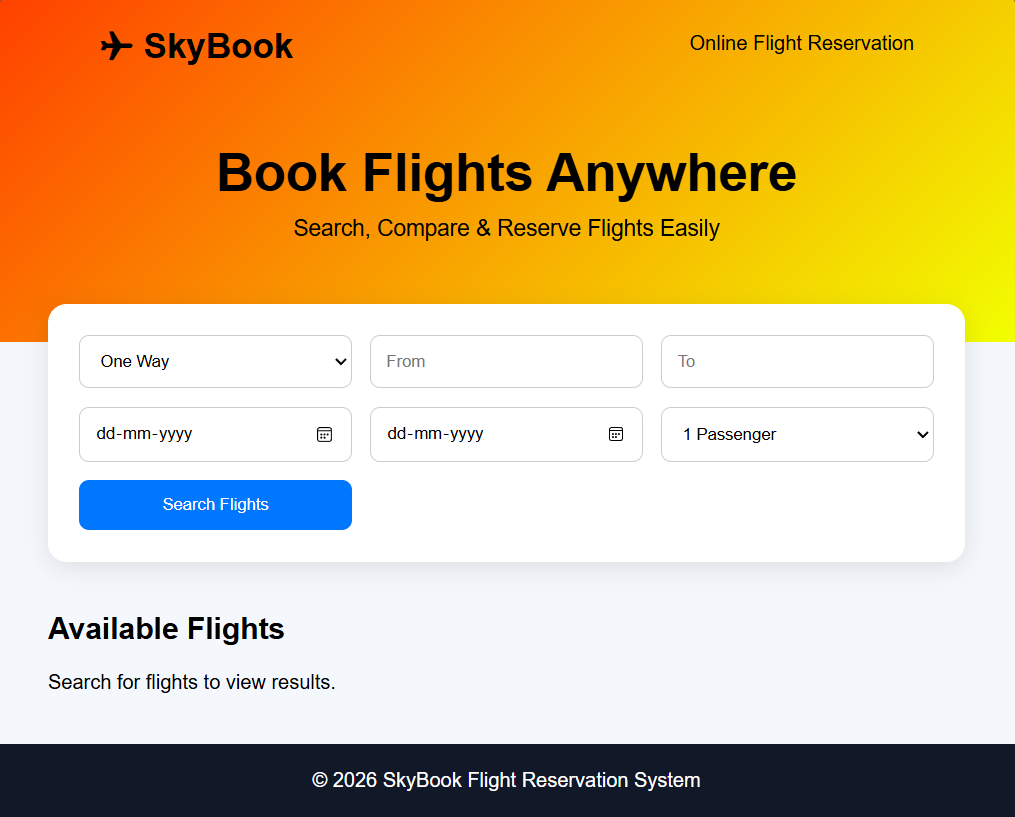 ✈ SkyBook
Online Flight Reservation
Book Flights Anywhere
Search, Compare & Reserve Flights Easily
One Way
From
To
dd-mm-yyyy
dd-mm-yyyy
1 Passenger
Search Flights
Available Flights
Search for flights to view results.
© 2026 SkyBook Flight Reservation System